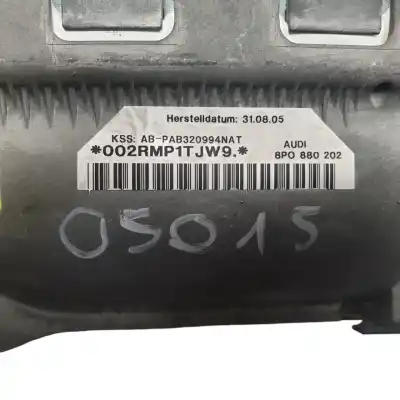 Herstelldatum: 31.08.05
KSS: AB-PAB320994NAT
AUDI
*002RMP1TJW9.*
8P0 880 202
05015